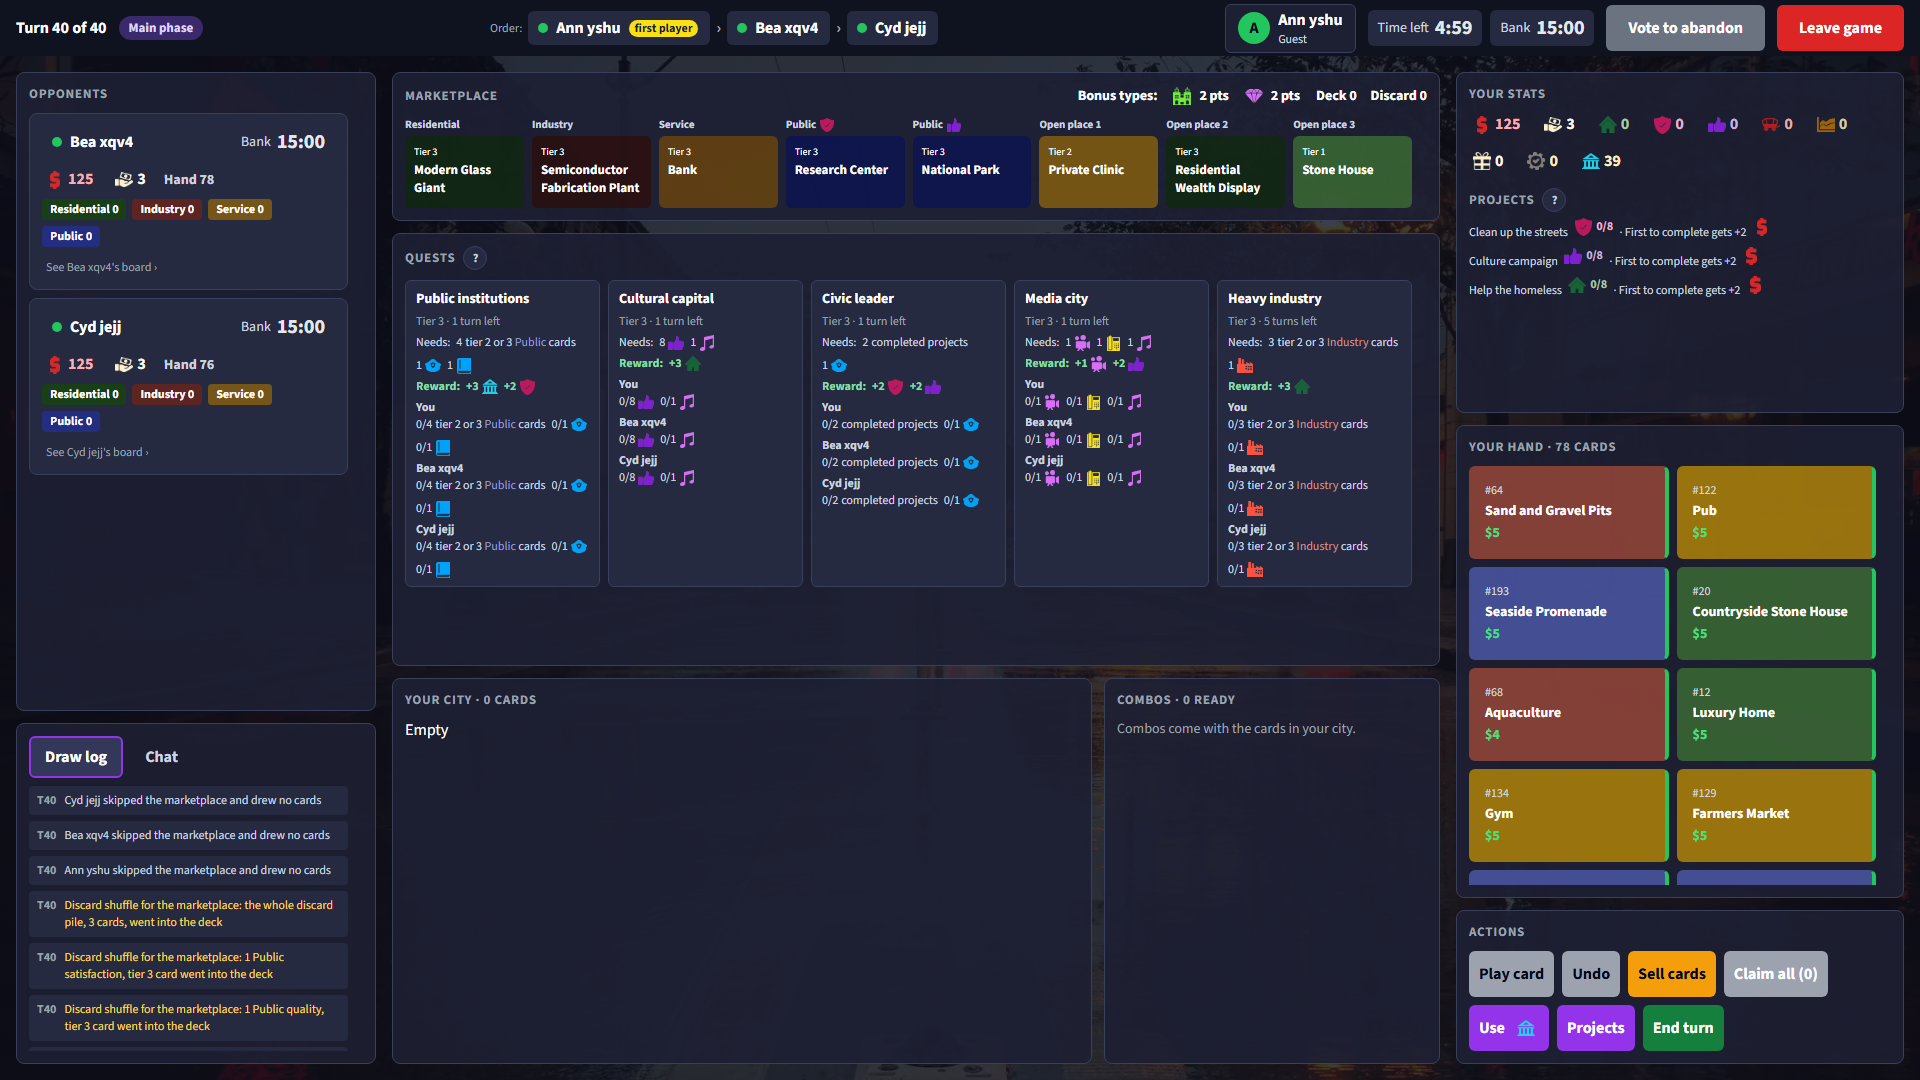 Turn 40 of 40 Main phase
Order: Ann yshu first player › Bea xqv4 › Cyd jejj
A Ann yshu Guest
Time left 4:59
Bank 15:00
Vote to abandon
Leave game
OPPONENTS
Bea xqv4 Bank 15:00
125 3 Hand 78
Residential 0 Industry 0 Service 0
Public 0
See Bea xqv4's board ›
Cyd jejj Bank 15:00
125 3 Hand 76
Residential 0 Industry 0 Service 0
Public 0
See Cyd jejj's board ›
Draw log Chat
T40 Cyd jejj skipped the marketplace and drew no cards
T40 Bea xqv4 skipped the marketplace and drew no cards
T40 Ann yshu skipped the marketplace and drew no cards
T40 Discard shuffle for the marketplace: the whole discard
pile, 3 cards, went into the deck
T40 Discard shuffle for the marketplace: 1 Public
satisfaction, tier 3 card went into the deck
T40 Discard shuffle for the marketplace: 1 Public quality,
tier 3 card went into the deck
MARKETPLACE
Bonus types: 2 pts 2 pts Deck 0 Discard 0
Residential
Tier 3
Modern Glass
Giant
Industry
Tier 3
Semiconductor
Fabrication Plant
Service
Tier 3
Bank
Public
Tier 3
Research Center
Public
Tier 3
National Park
Open place 1
Tier 2
Private Clinic
Open place 2
Tier 3
Residential
Wealth Display
Open place 3
Tier 1
Stone House
QUESTS ?
Public institutions
Tier 3 · 1 turn left
Needs: 4 tier 2 or 3 Public cards
1 1
Reward: +3 +2
You
0/4 tier 2 or 3 Public cards 0/1
0/1
Bea xqv4
0/4 tier 2 or 3 Public cards 0/1
0/1
Cyd jejj
0/4 tier 2 or 3 Public cards 0/1
0/1
Cultural capital
Tier 3 · 1 turn left
Needs: 8 1
Reward: +3
You
0/8 0/1
Bea xqv4
0/8 0/1
Cyd jejj
0/8 0/1
Civic leader
Tier 3 · 1 turn left
Needs: 2 completed projects
1
Reward: +2 +2
You
0/2 completed projects 0/1
Bea xqv4
0/2 completed projects 0/1
Cyd jejj
0/2 completed projects 0/1
Media city
Tier 3 · 1 turn left
Needs: 1 1 1
Reward: +1 +2
You
0/1 0/1 0/1
Bea xqv4
0/1 0/1 0/1
Cyd jejj
0/1 0/1 0/1
Heavy industry
Tier 3 · 5 turns left
Needs: 3 tier 2 or 3 Industry cards
1
Reward: +3
You
0/3 tier 2 or 3 Industry cards
0/1
Bea xqv4
0/3 tier 2 or 3 Industry cards
0/1
Cyd jejj
0/3 tier 2 or 3 Industry cards
0/1
YOUR CITY · 0 CARDS
Empty
COMBOS · 0 READY
Combos come with the cards in your city.
YOUR STATS
125 3 0 0 0 0 0
0 0 39
PROJECTS ?
Clean up the streets 0/8 · First to complete gets +2
Culture campaign 0/8 · First to complete gets +2
Help the homeless 0/8 · First to complete gets +2
YOUR HAND · 78 CARDS
#64
Sand and Gravel Pits
$5
#122
Pub
$5
#193
Seaside Promenade
$5
#20
Countryside Stone House
$5
#68
Aquaculture
$4
#12
Luxury Home
$5
#134
Gym
$5
#129
Farmers Market
$5
ACTIONS
Play card Undo Sell cards Claim all (0)
Use Projects End turn